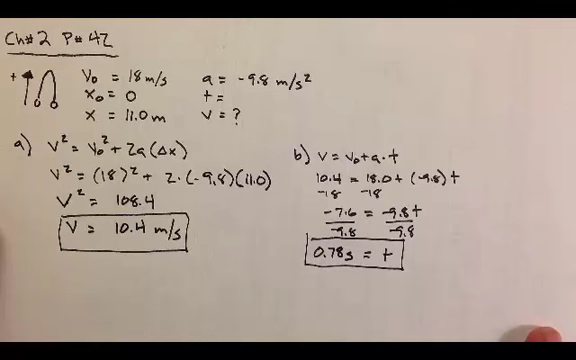 Ch#2 P#42
+
V₀ = 18 m/s
X₀ = 0
X = 11.0 m
a = -9.8 m/s²
t =
V = ?
a) V² = V₀² + 2a(Δx)
V² = (18)² + 2·(-9.8)(11.0)
V² = 108.4
V = 10.4 m/s
b) V = V₀ + a·t
10.4 = 18.0 + (-9.8)t
-18 -18
-7.6 = -9.8t
-9.8 -9.8
0.78s = t